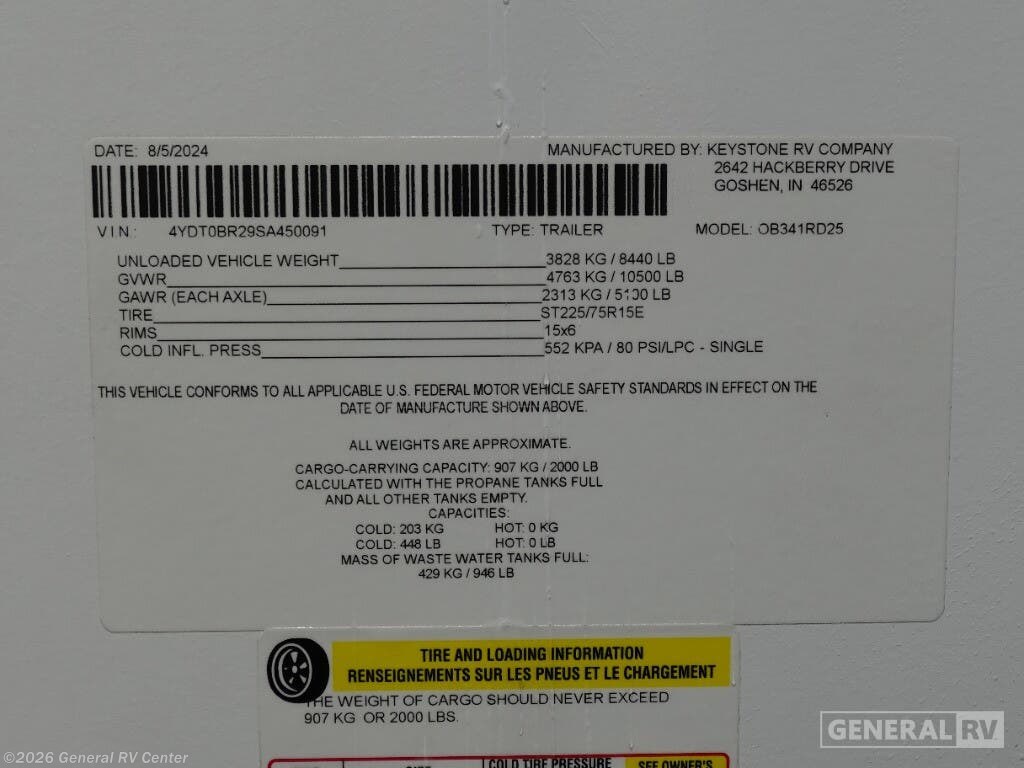 DATE: 8/5/2024
MANUFACTURED BY: KEYSTONE RV COMPANY
2642 HACKBERRY DRIVE
GOSHEN, IN 46526
VIN: 4YDT0BR29SA450091 TYPE: TRAILER MODEL: OB341RD25
UNLOADED VEHICLE WEIGHT 3828 KG / 8440 LB
GVWR 4763 KG / 10500 LB
GAWR (EACH AXLE) 2313 KG / 5100 LB
TIRE ST225/75R15E
RIMS 15x6
COLD INFL. PRESS 552 KPA / 80 PSI/LPC - SINGLE
THIS VEHICLE CONFORMS TO ALL APPLICABLE U.S. FEDERAL MOTOR VEHICLE SAFETY STANDARDS IN EFFECT ON THE
DATE OF MANUFACTURE SHOWN ABOVE.
ALL WEIGHTS ARE APPROXIMATE.
CARGO-CARRYING CAPACITY: 907 KG / 2000 LB
CALCULATED WITH THE PROPANE TANKS FULL
AND ALL OTHER TANKS EMPTY.
CAPACITIES:
COLD: 203 KG HOT: 0 KG
COLD: 448 LB HOT: 0 LB
MASS OF WASTE WATER TANKS FULL:
429 KG / 946 LB
TIRE AND LOADING INFORMATION
RENSEIGNEMENTS SUR LES PNEUS ET LE CHARGEMENT
THE WEIGHT OF CARGO SHOULD NEVER EXCEED
907 KG OR 2000 LBS.
COLD TIRE PRESSURE SEE OWNER'S
GENERAL RV
©2026 General RV Center